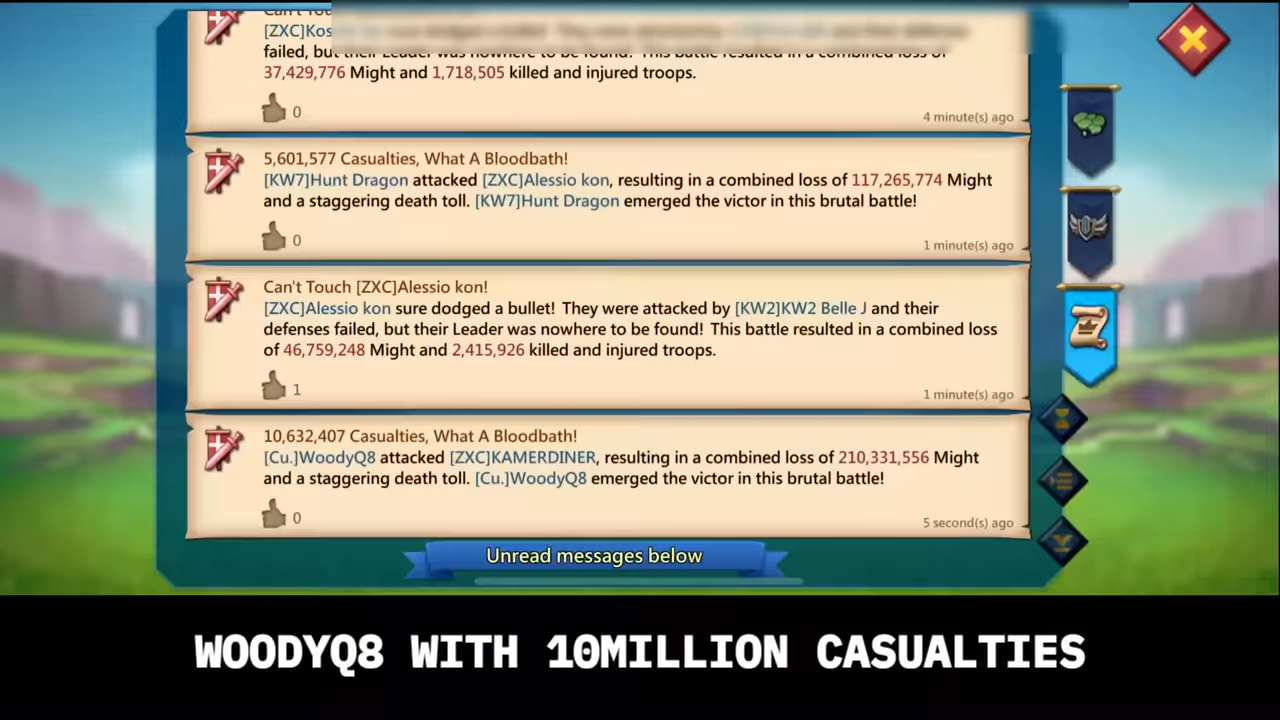 [ZXC]Kos
failed, but their Leader was nowhere to be found! This battle resulted in a combined loss of
37,429,776 Might and 1,718,505 killed and injured troops.
0
4 minute(s) ago
5,601,577 Casualties, What A Bloodbath!
[KW7]Hunt Dragon attacked [ZXC]Alessio kon, resulting in a combined loss of 117,265,774 Might
and a staggering death toll. [KW7]Hunt Dragon emerged the victor in this brutal battle!
0
1 minute(s) ago
Can't Touch [ZXC]Alessio kon!
[ZXC]Alessio kon sure dodged a bullet! They were attacked by [KW2]KW2 Belle J and their
defenses failed, but their Leader was nowhere to be found! This battle resulted in a combined loss
of 46,759,248 Might and 2,415,926 killed and injured troops.
1
1 minute(s) ago
10,632,407 Casualties, What A Bloodbath!
[Cu.]WoodyQ8 attacked [ZXC]KAMERDINER, resulting in a combined loss of 210,331,556 Might
and a staggering death toll. [Cu.]WoodyQ8 emerged the victor in this brutal battle!
0
5 second(s) ago
Unread messages below
WOODYQ8 WITH 10MILLION CASUALTIES